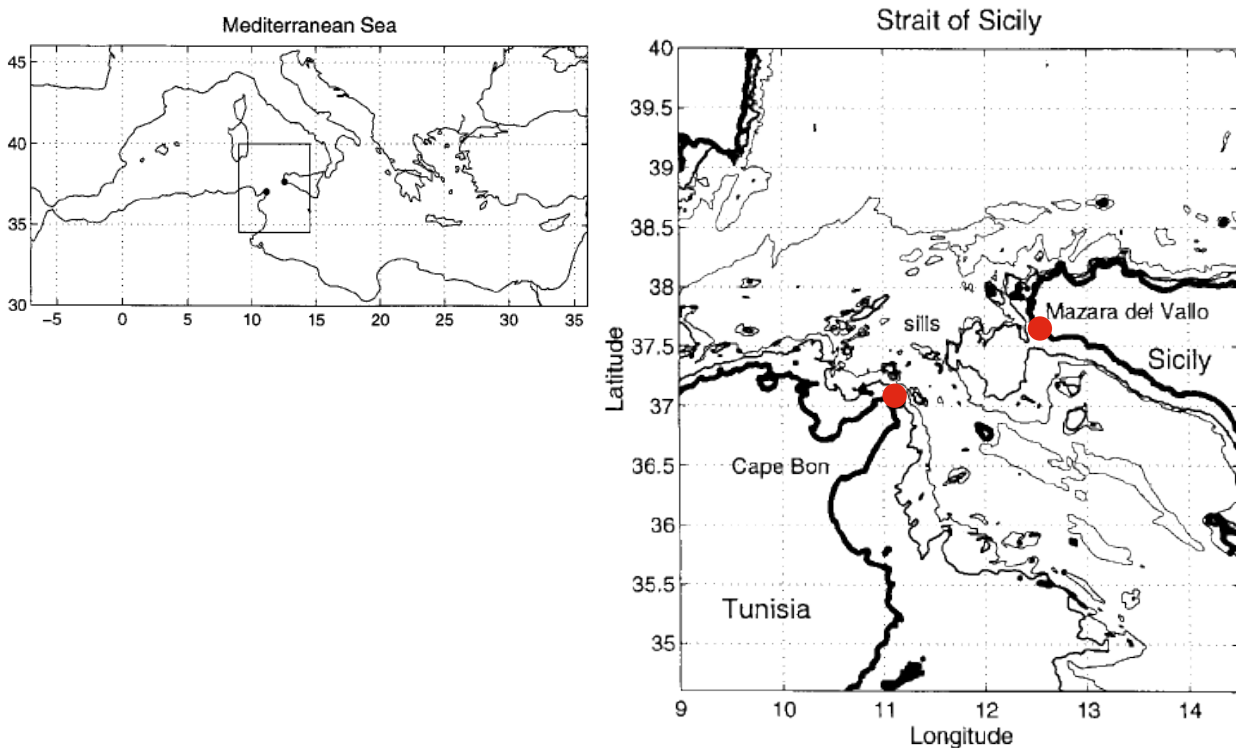 Mediterranean Sea
45
40
35
30
−5 0 5 10 15 20 25 30 35
Strait of Sicily
40
39.5
39
38.5
38
37.5
37
36.5
36
35.5
35
Latitude
Mazara del Vallo
sills
Sicily
Cape Bon
Tunisia
9 10 11 12 13 14
Longitude